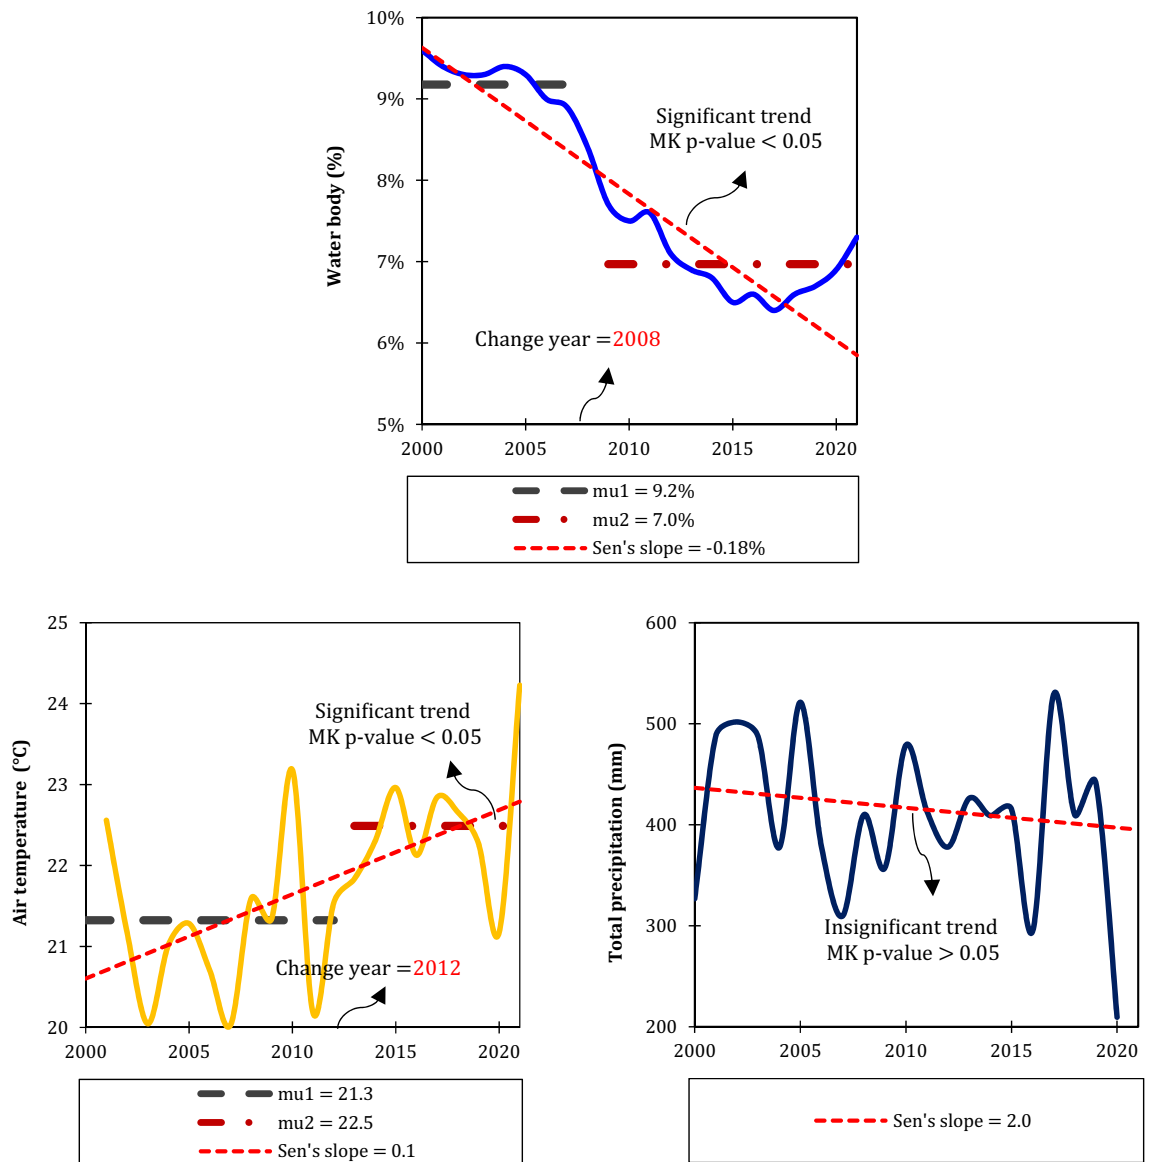 10%
9%
8%
7%
6%
5%
Water body (%)
Significant trend
MK p-value < 0.05
Change year =2008
2000 2005 2010 2015 2020
mu1 = 9.2%
mu2 = 7.0%
Sen's slope = -0.18%
25
24
23
22
21
20
Air temperature (°C)
Significant trend
MK p-value < 0.05
Change year =2012
2000 2005 2010 2015 2020
mu1 = 21.3
mu2 = 22.5
Sen's slope = 0.1
600
500
400
300
200
Total precipitation (mm)
Insignificant trend
MK p-value > 0.05
2000 2005 2010 2015 2020
Sen's slope = 2.0